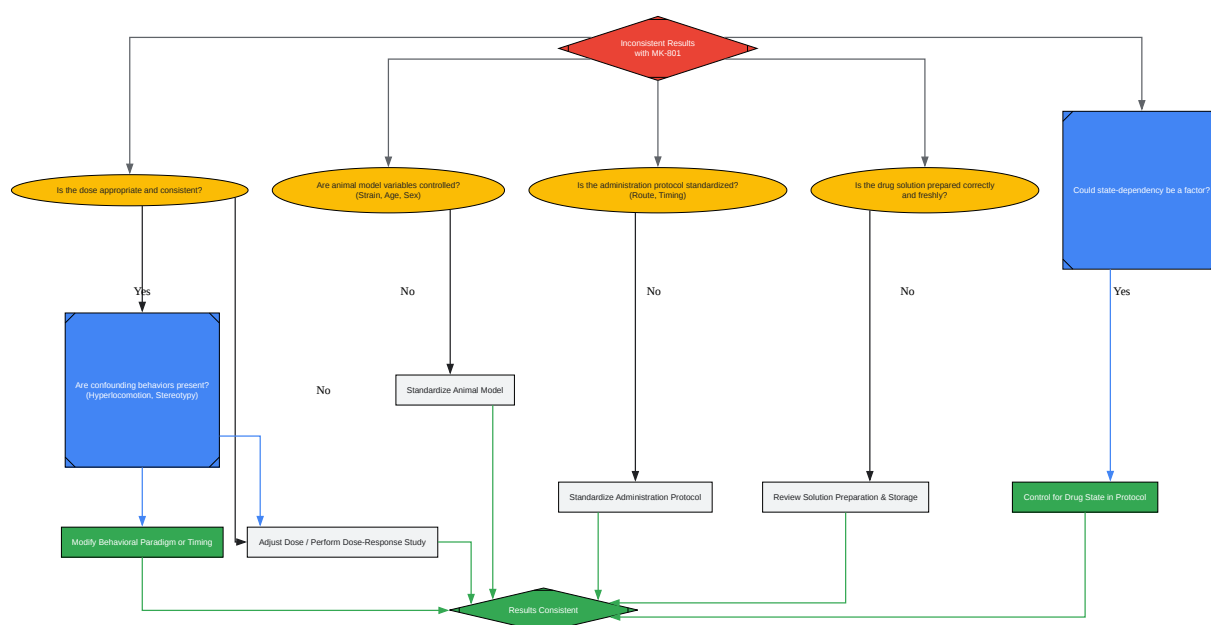 Inconsistent Results
with MK-801
Is the dose appropriate and consistent?
Are animal model variables controlled?
(Strain, Age, Sex)
Is the administration protocol standardized?
(Route, Timing)
Is the drug solution prepared correctly
and freshly?
Could state-dependency be a factor?
Yes
No
No
No
Yes
Are confounding behaviors present?
(Hyperlocomotion, Stereotypy)
No
Standardize Animal Model
Standardize Administration Protocol
Review Solution Preparation & Storage
Control for Drug State in Protocol
Modify Behavioral Paradigm or Timing
Adjust Dose / Perform Dose-Response Study
Results Consistent